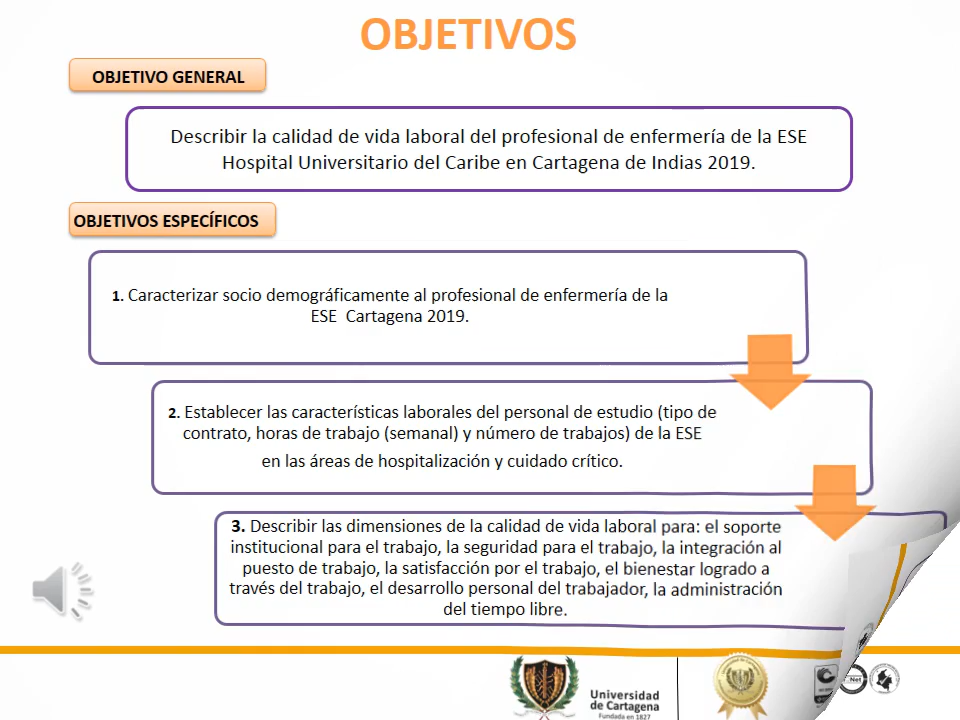 OBJETIVOS
OBJETIVO GENERAL
Describir la calidad de vida laboral del profesional de enfermería de la ESE
Hospital Universitario del Caribe en Cartagena de Indias 2019.
OBJETIVOS ESPECÍFICOS
1. Caracterizar socio demográficamente al profesional de enfermería de la
ESE Cartagena 2019.
2. Establecer las características laborales del personal de estudio (tipo de
contrato, horas de trabajo (semanal) y número de trabajos) de la ESE
en las áreas de hospitalización y cuidado crítico.
3. Describir las dimensiones de la calidad de vida laboral para: el soporte
institucional para el trabajo, la seguridad para el trabajo, la integración al
puesto de trabajo, la satisfacción por el trabajo, el bienestar logrado a
través del trabajo, el desarrollo personal del trabajador, la administración
del tiempo libre.
Universidad
de Cartagena
Fundada en 1827